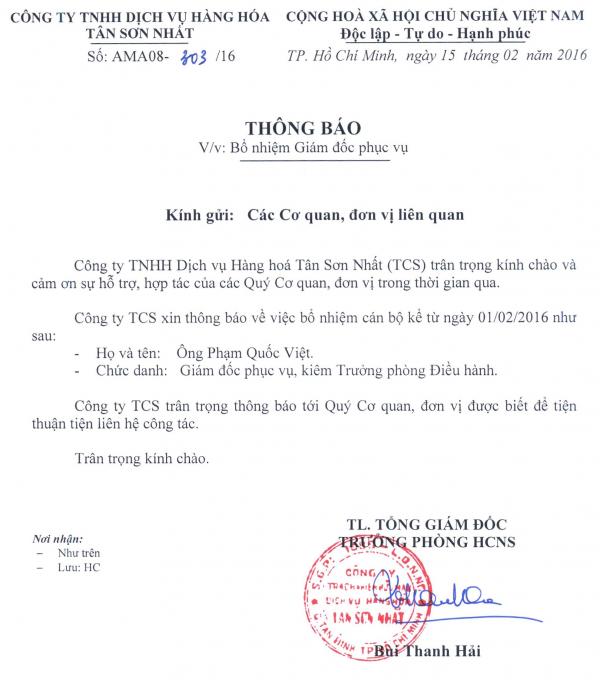 CÔNG TY TNHH DỊCH VỤ HÀNG HÓA
TÂN SƠN NHẤT
Số: AMA08- 303 /16
CỘNG HOÀ XÃ HỘI CHỦ NGHĨA VIỆT NAM
Độc lập - Tự do - Hạnh phúc
TP. Hồ Chí Minh, ngày 15 tháng 02 năm 2016
THÔNG BÁO
V/v: Bổ nhiệm Giám đốc phục vụ
Kính gửi: Các Cơ quan, đơn vị liên quan
Công ty TNHH Dịch vụ Hàng hoá Tân Sơn Nhất (TCS) trân trọng kính chào và
cảm ơn sự hỗ trợ, hợp tác của các Quý Cơ quan, đơn vị trong thời gian qua.
Công ty TCS xin thông báo về việc bổ nhiệm cán bộ kể từ ngày 01/02/2016 như
sau:
- Họ và tên: Ông Phạm Quốc Việt.
- Chức danh: Giám đốc phục vụ, kiêm Trưởng phòng Điều hành.
Công ty TCS trân trọng thông báo tới Quý Cơ quan, đơn vị được biết để tiện
thuận tiện liên hệ công tác.
Trân trọng kính chào.
Nơi nhận:
– Như trên
– Lưu: HC
TL. TỔNG GIÁM ĐỐC
TRƯỞNG PHÒNG HCNS
CÔNG TY
DỊCH VỤ HÀNG HÓA
TÂN SƠN NHẤT
Bùi Thanh Hải